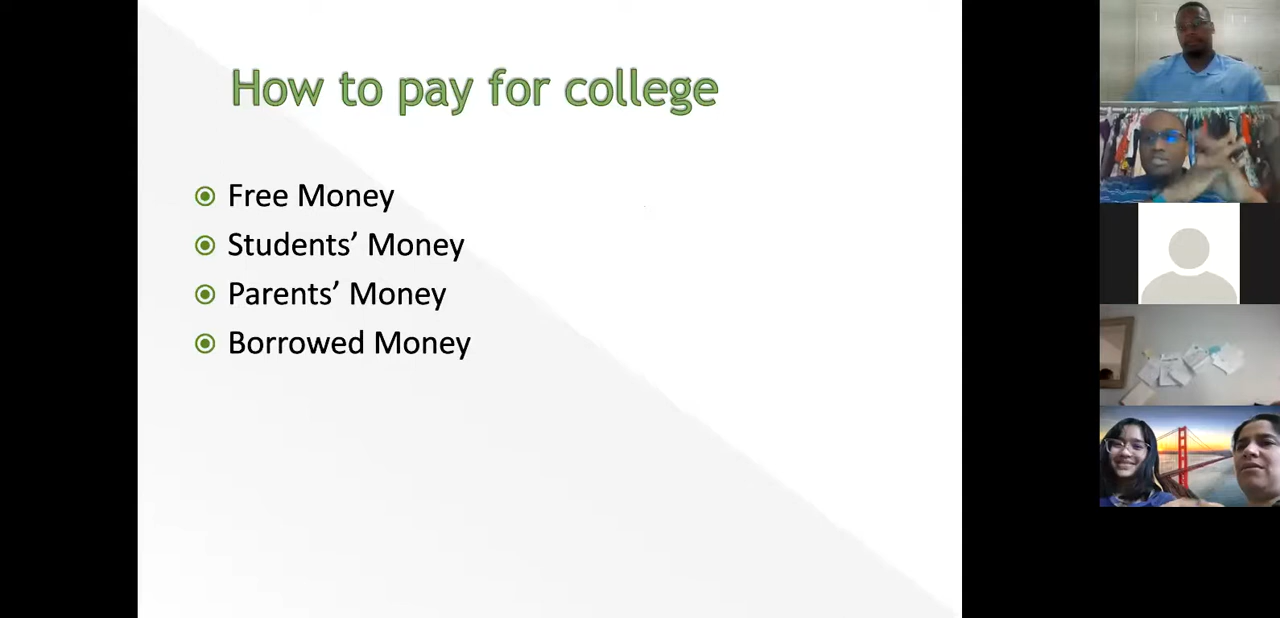 How to pay for college
Free Money
Students’ Money
Parents’ Money
Borrowed Money